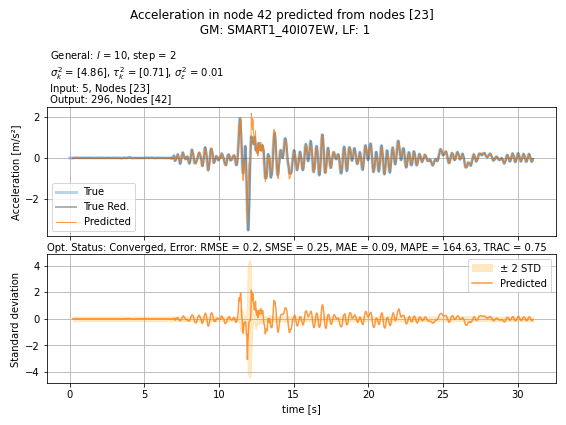 Acceleration in node 42 predicted from nodes [23]
GM: SMART1_40I07EW, LF: 1
General: l = 10, step = 2
σ²ₖ = [4.86], τ²ₖ = [0.71], σ²ε = 0.01
Input: 5, Nodes [23]
Output: 296, Nodes [42]
Acceleration [m/s²]
2
0
−2
True
True Red.
Predicted
Opt. Status: Converged, Error: RMSE = 0.2, SMSE = 0.25, MAE = 0.09, MAPE = 164.63, TRAC = 0.75
Standard deviation
4
2
0
−2
−4
± 2 STD
Predicted
0 5 10 15 20 25 30
time [s]